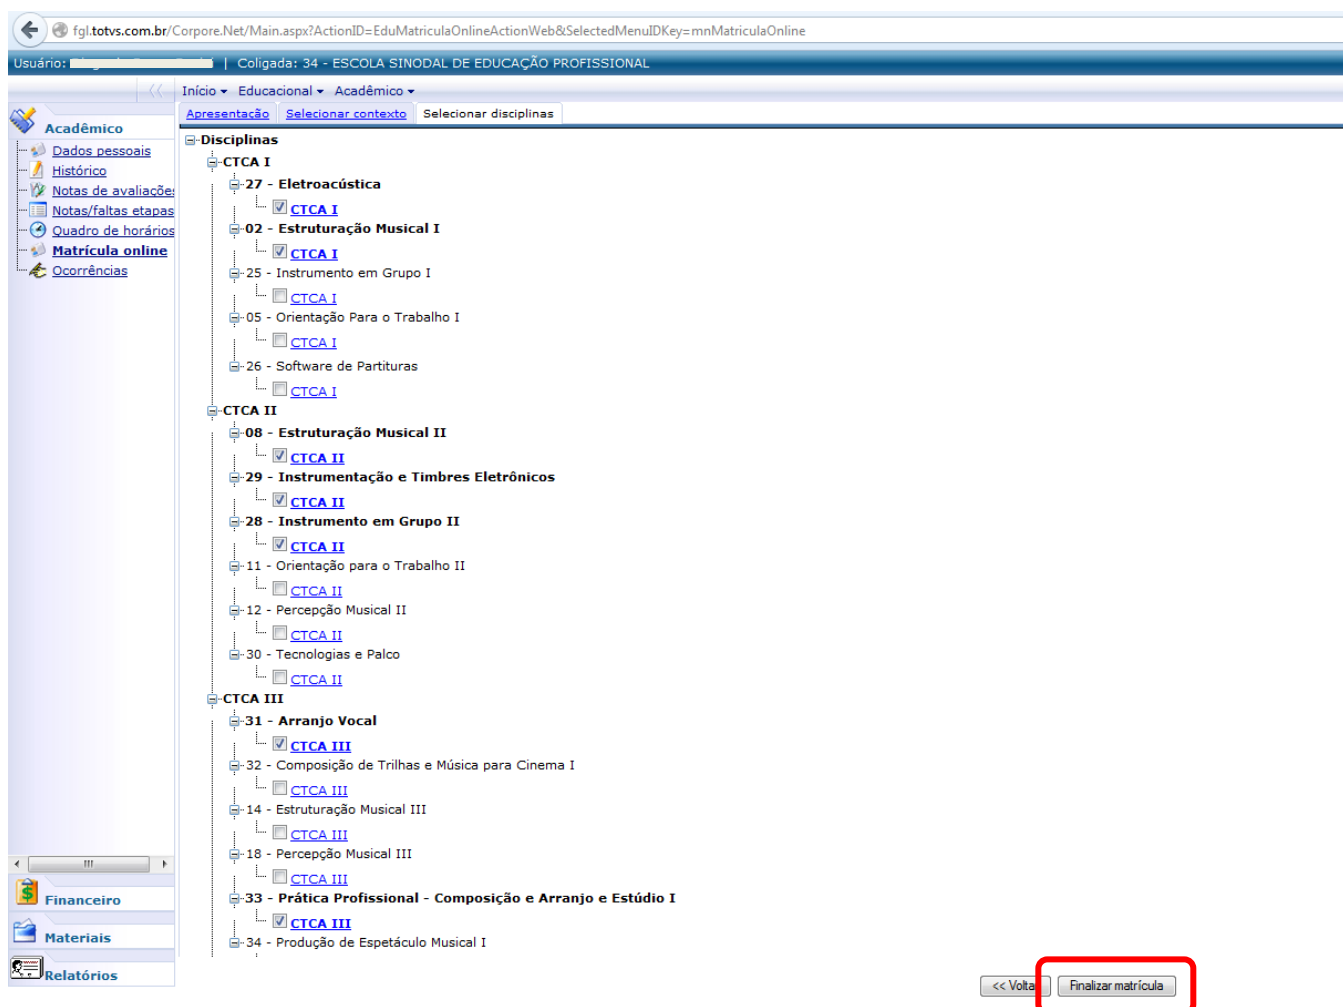 fgl.totvs.com.br/Corpore.Net/Main.aspx?ActionID=EduMatriculaOnlineActionWeb&SelectedMenuIDKey=mnMatriculaOnline
Usuário: | Coligada: 34 - ESCOLA SINODAL DE EDUCAÇÃO PROFISSIONAL
Início Educacional Acadêmico
Apresentação Selecionar contexto Selecionar disciplinas
Acadêmico
Dados pessoais
Histórico
Notas de avaliações
Notas/faltas etapas
Quadro de horários
Matrícula online
Ocorrências
Financeiro
Materiais
Relatórios
Disciplinas
CTCA I
27 - Eletroacústica
CTCA I
02 - Estruturação Musical I
CTCA I
25 - Instrumento em Grupo I
CTCA I
05 - Orientação Para o Trabalho I
CTCA I
26 - Software de Partituras
CTCA I
CTCA II
08 - Estruturação Musical II
CTCA II
29 - Instrumentação e Timbres Eletrônicos
CTCA II
28 - Instrumento em Grupo II
CTCA II
11 - Orientação para o Trabalho II
CTCA II
12 - Percepção Musical II
CTCA II
30 - Tecnologias e Palco
CTCA II
CTCA III
31 - Arranjo Vocal
CTCA III
32 - Composição de Trilhas e Música para Cinema I
CTCA III
14 - Estruturação Musical III
CTCA III
18 - Percepção Musical III
CTCA III
33 - Prática Profissional - Composição e Arranjo e Estúdio I
CTCA III
34 - Produção de Espetáculo Musical I
<< Voltar Finalizar matrícula